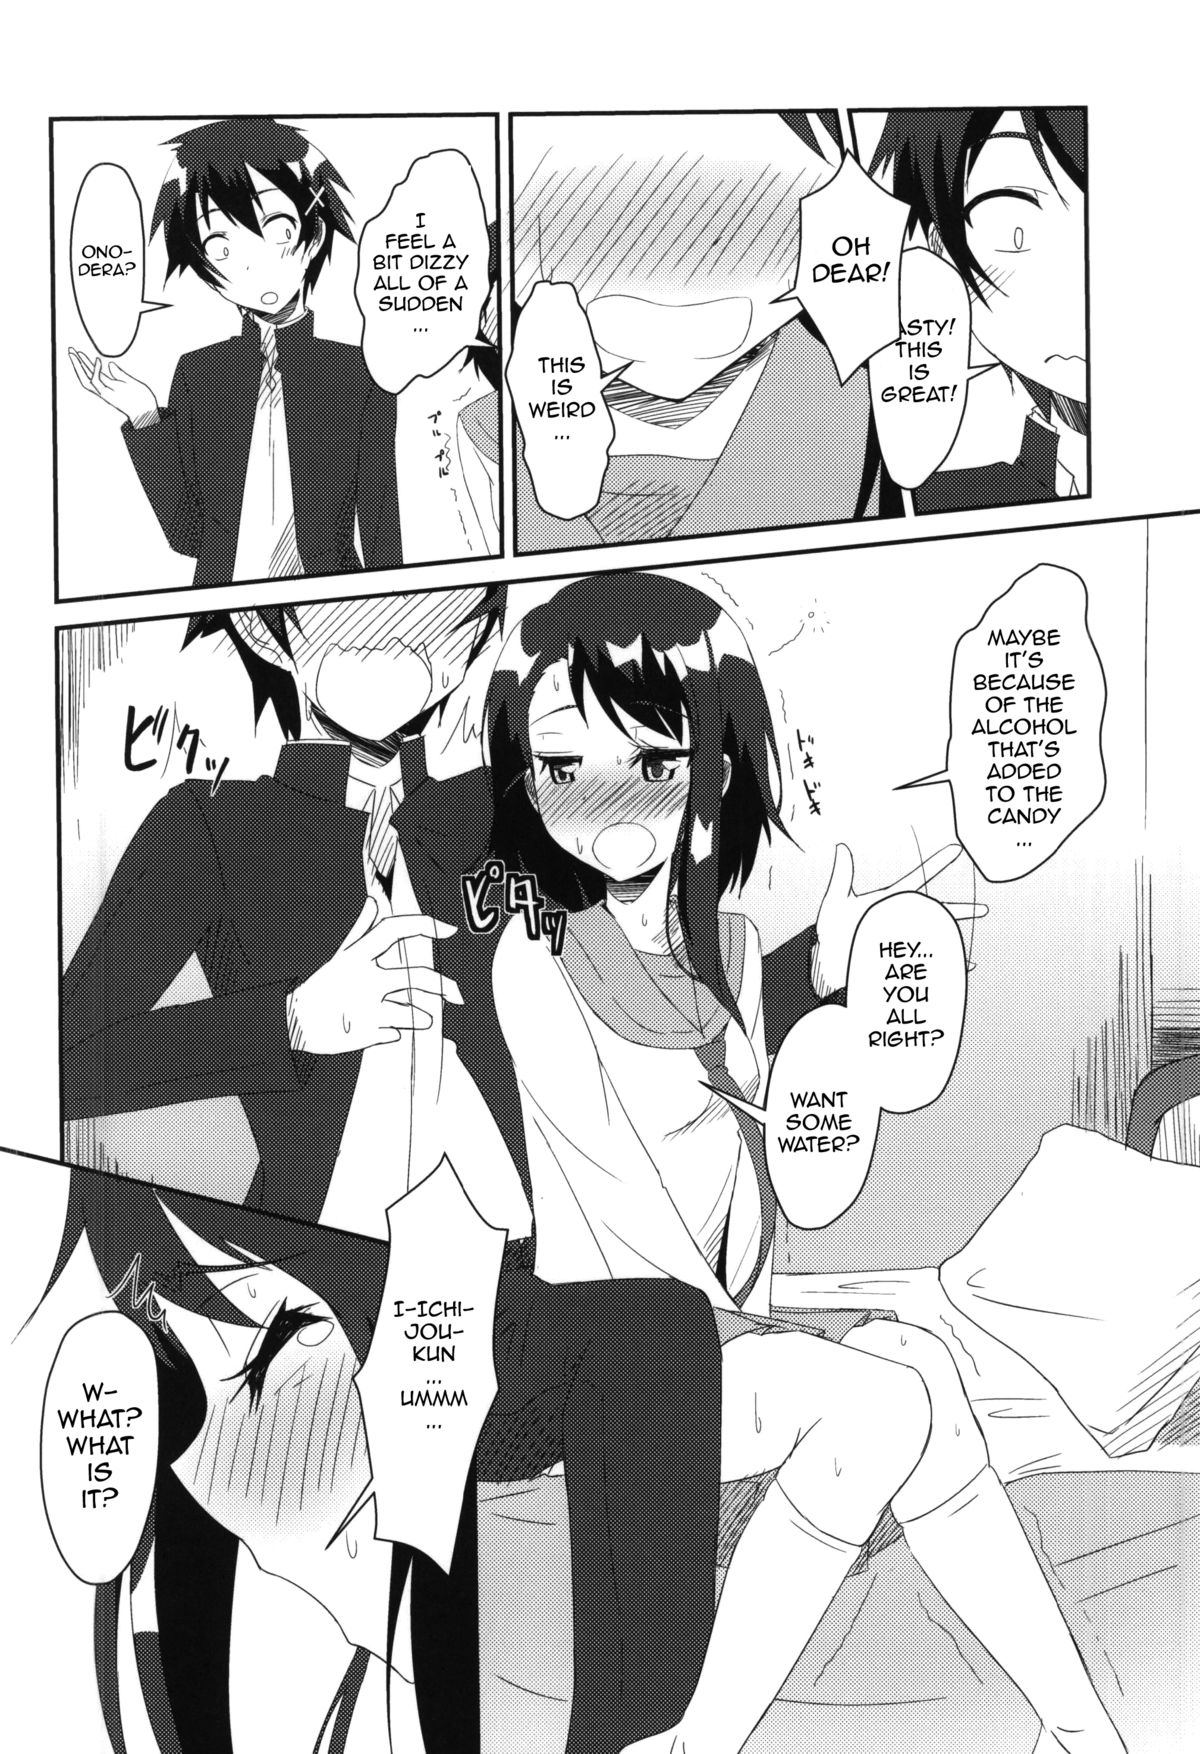 ASTY!
THIS
IS
GREAT!
OH
DEAR!
THIS
IS
WEIRD
...
I
FEEL A
BIT DIZZY
ALL OF A
SUDDEN
...
プルプル
ONO-
DERA?
MAYBE
IT'S
BECAUSE
OF THE
ALCOHOL
THAT'S
ADDED
TO THE
CANDY
...
HEY...
ARE
YOU
ALL
RIGHT?
WANT
SOME
WATER?
ドキドキ
ピタッ
ビクッ
I-ICHI-
JOU-
KUN
...
UMMM
...
W-
WHAT?
WHAT
IS
IT?